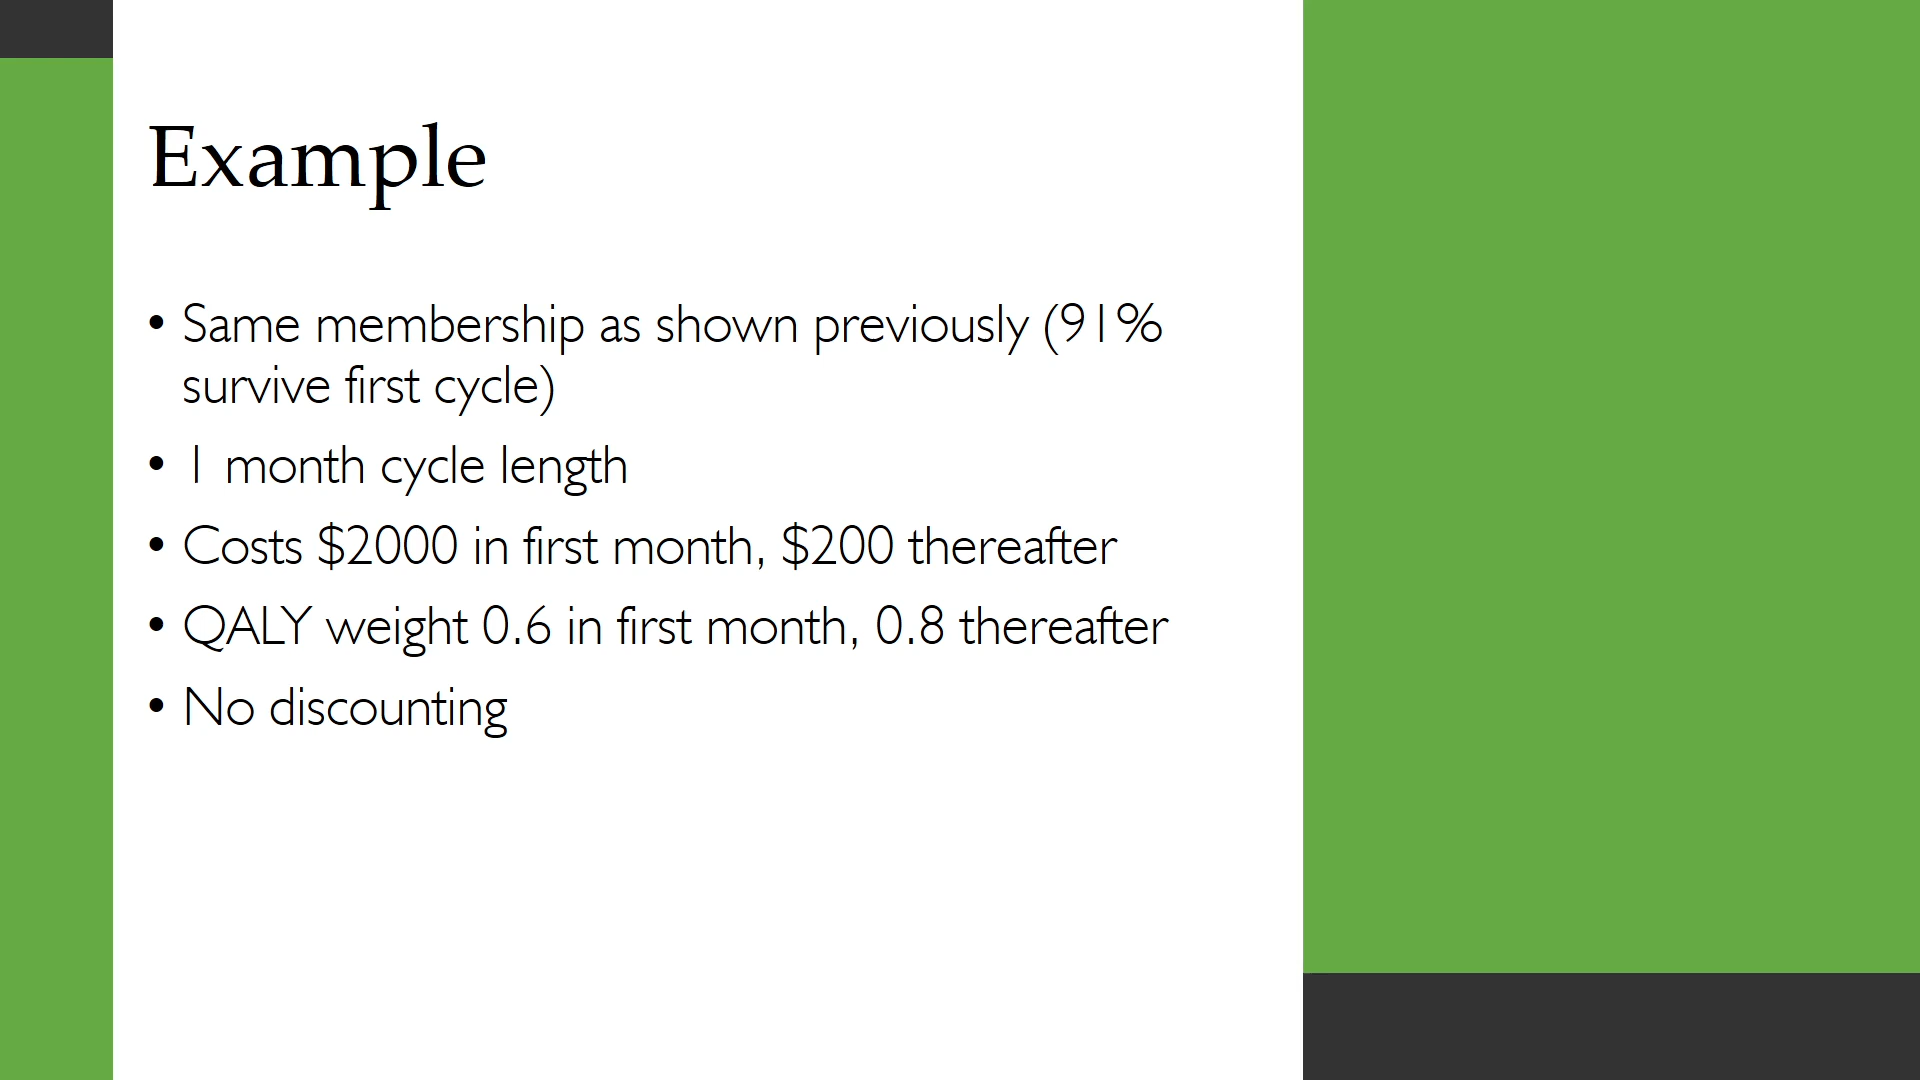 Example
• Same membership as shown previously (91%
survive first cycle)
• 1 month cycle length
• Costs $2000 in first month, $200 thereafter
• QALY weight 0.6 in first month, 0.8 thereafter
• No discounting